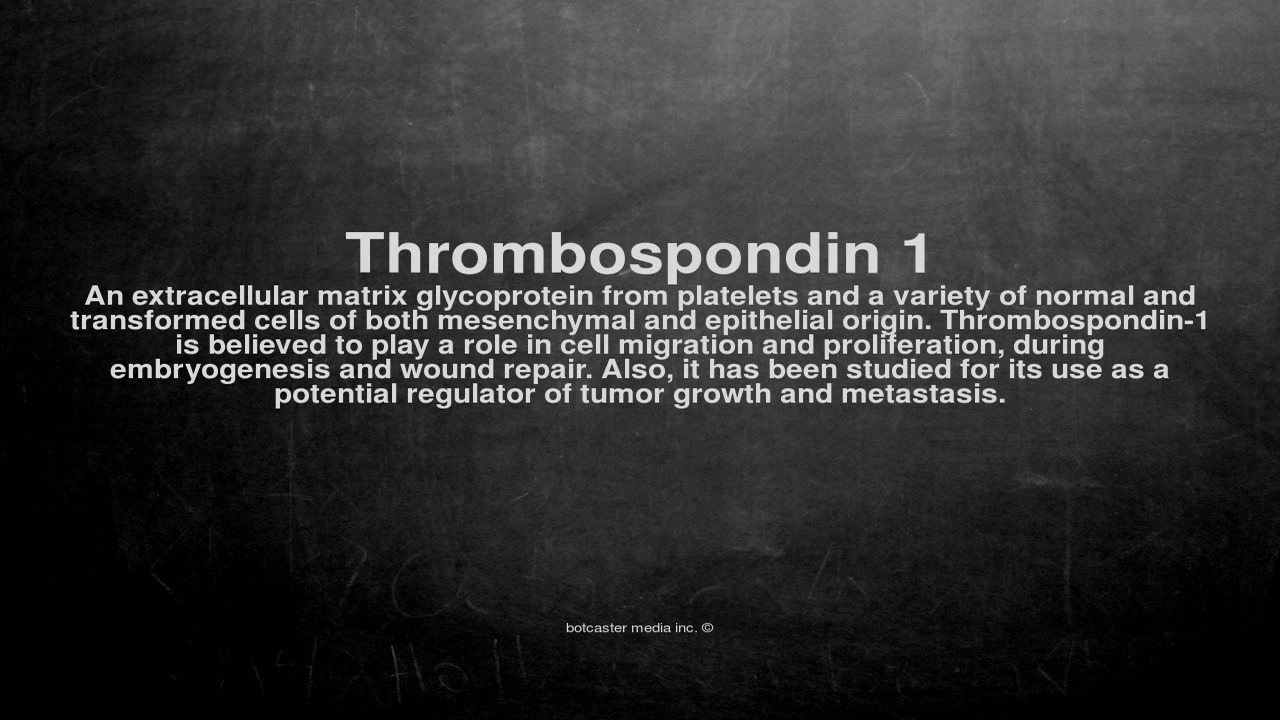 Thrombospondin 1
An extracellular matrix glycoprotein from platelets and a variety of normal and
transformed cells of both mesenchymal and epithelial origin. Thrombospondin-1
is believed to play a role in cell migration and proliferation, during
embryogenesis and wound repair. Also, it has been studied for its use as a
potential regulator of tumor growth and metastasis.
botcaster media inc. ©